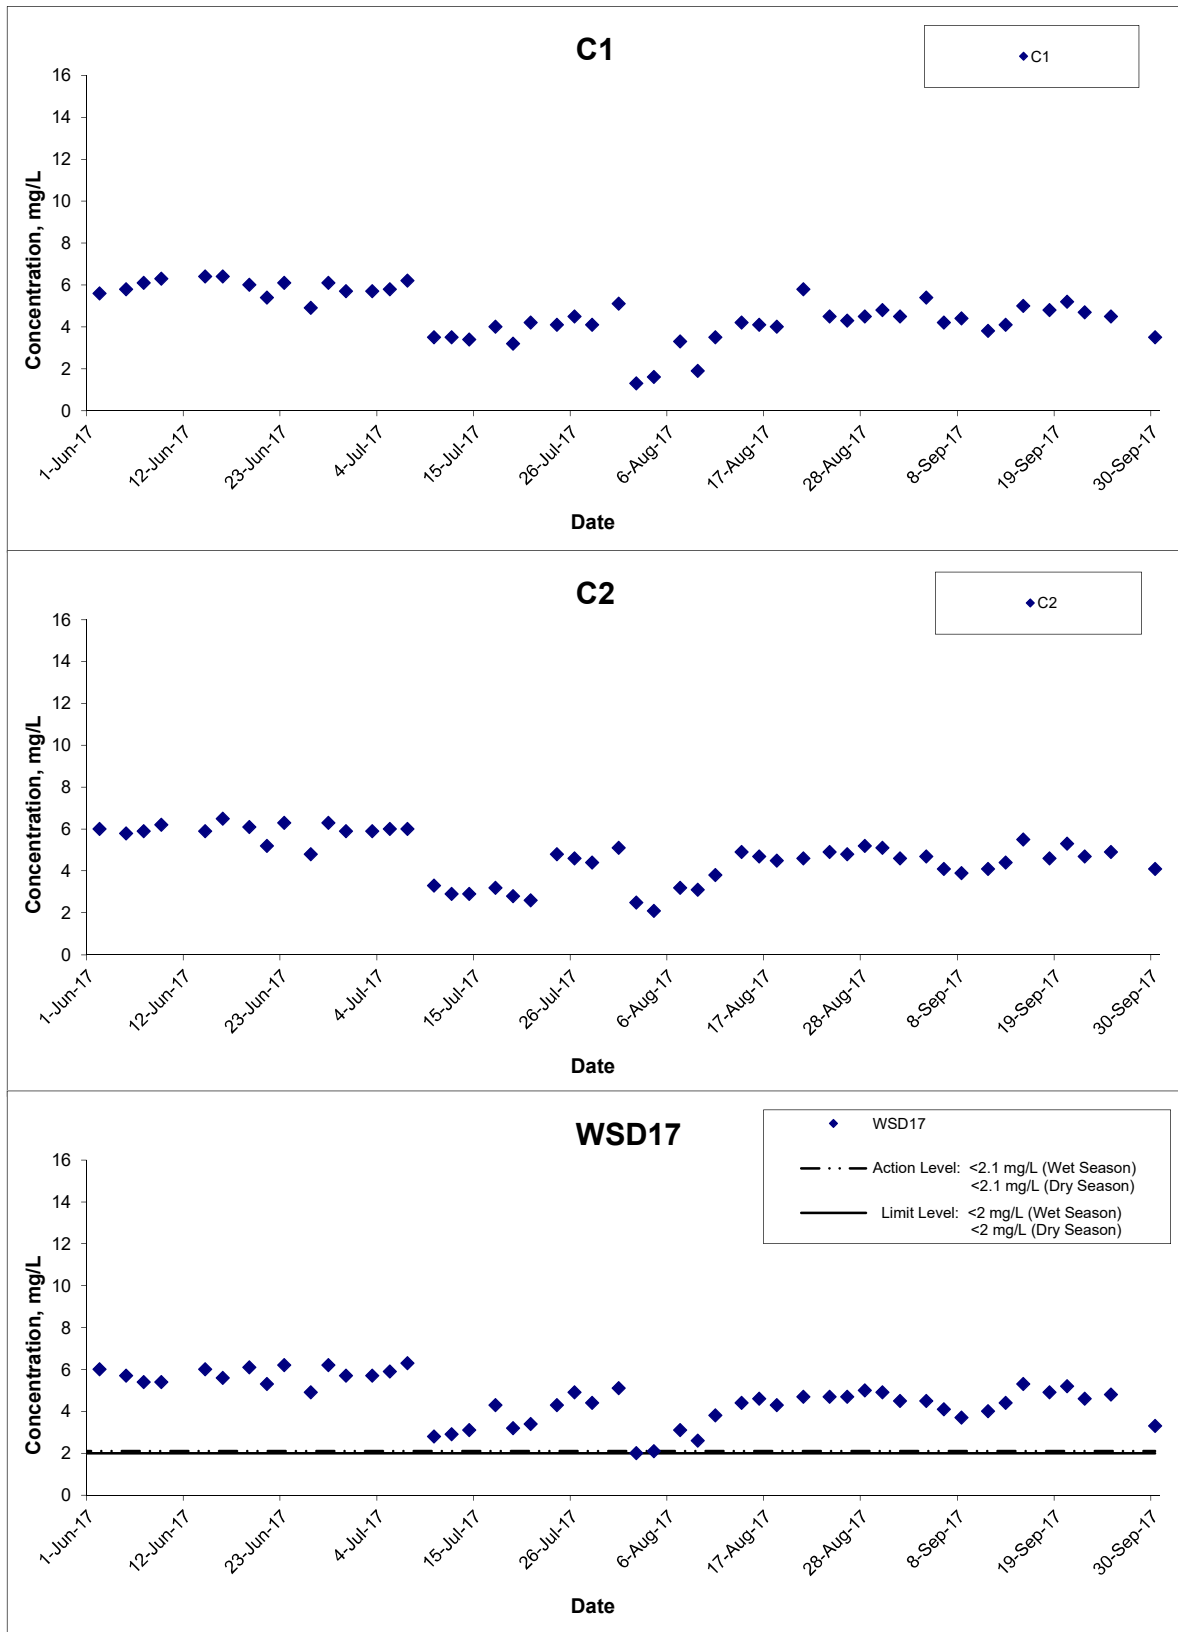 C1
C1
16
14
12
10
8
6
4
2
0
Concentration, mg/L
1-Jun-17
12-Jun-17
23-Jun-17
4-Jul-17
15-Jul-17
26-Jul-17
6-Aug-17
17-Aug-17
28-Aug-17
8-Sep-17
19-Sep-17
30-Sep-17
Date
C2
C2
16
14
12
10
8
6
4
2
0
Concentration, mg/L
1-Jun-17
12-Jun-17
23-Jun-17
4-Jul-17
15-Jul-17
26-Jul-17
6-Aug-17
17-Aug-17
28-Aug-17
8-Sep-17
19-Sep-17
30-Sep-17
Date
WSD17
WSD17
Action Level: <2.1 mg/L (Wet Season)
<2.1 mg/L (Dry Season)
Limit Level: <2 mg/L (Wet Season)
<2 mg/L (Dry Season)
16
14
12
10
8
6
4
2
0
Concentration, mg/L
1-Jun-17
12-Jun-17
23-Jun-17
4-Jul-17
15-Jul-17
26-Jul-17
6-Aug-17
17-Aug-17
28-Aug-17
8-Sep-17
19-Sep-17
30-Sep-17
Date